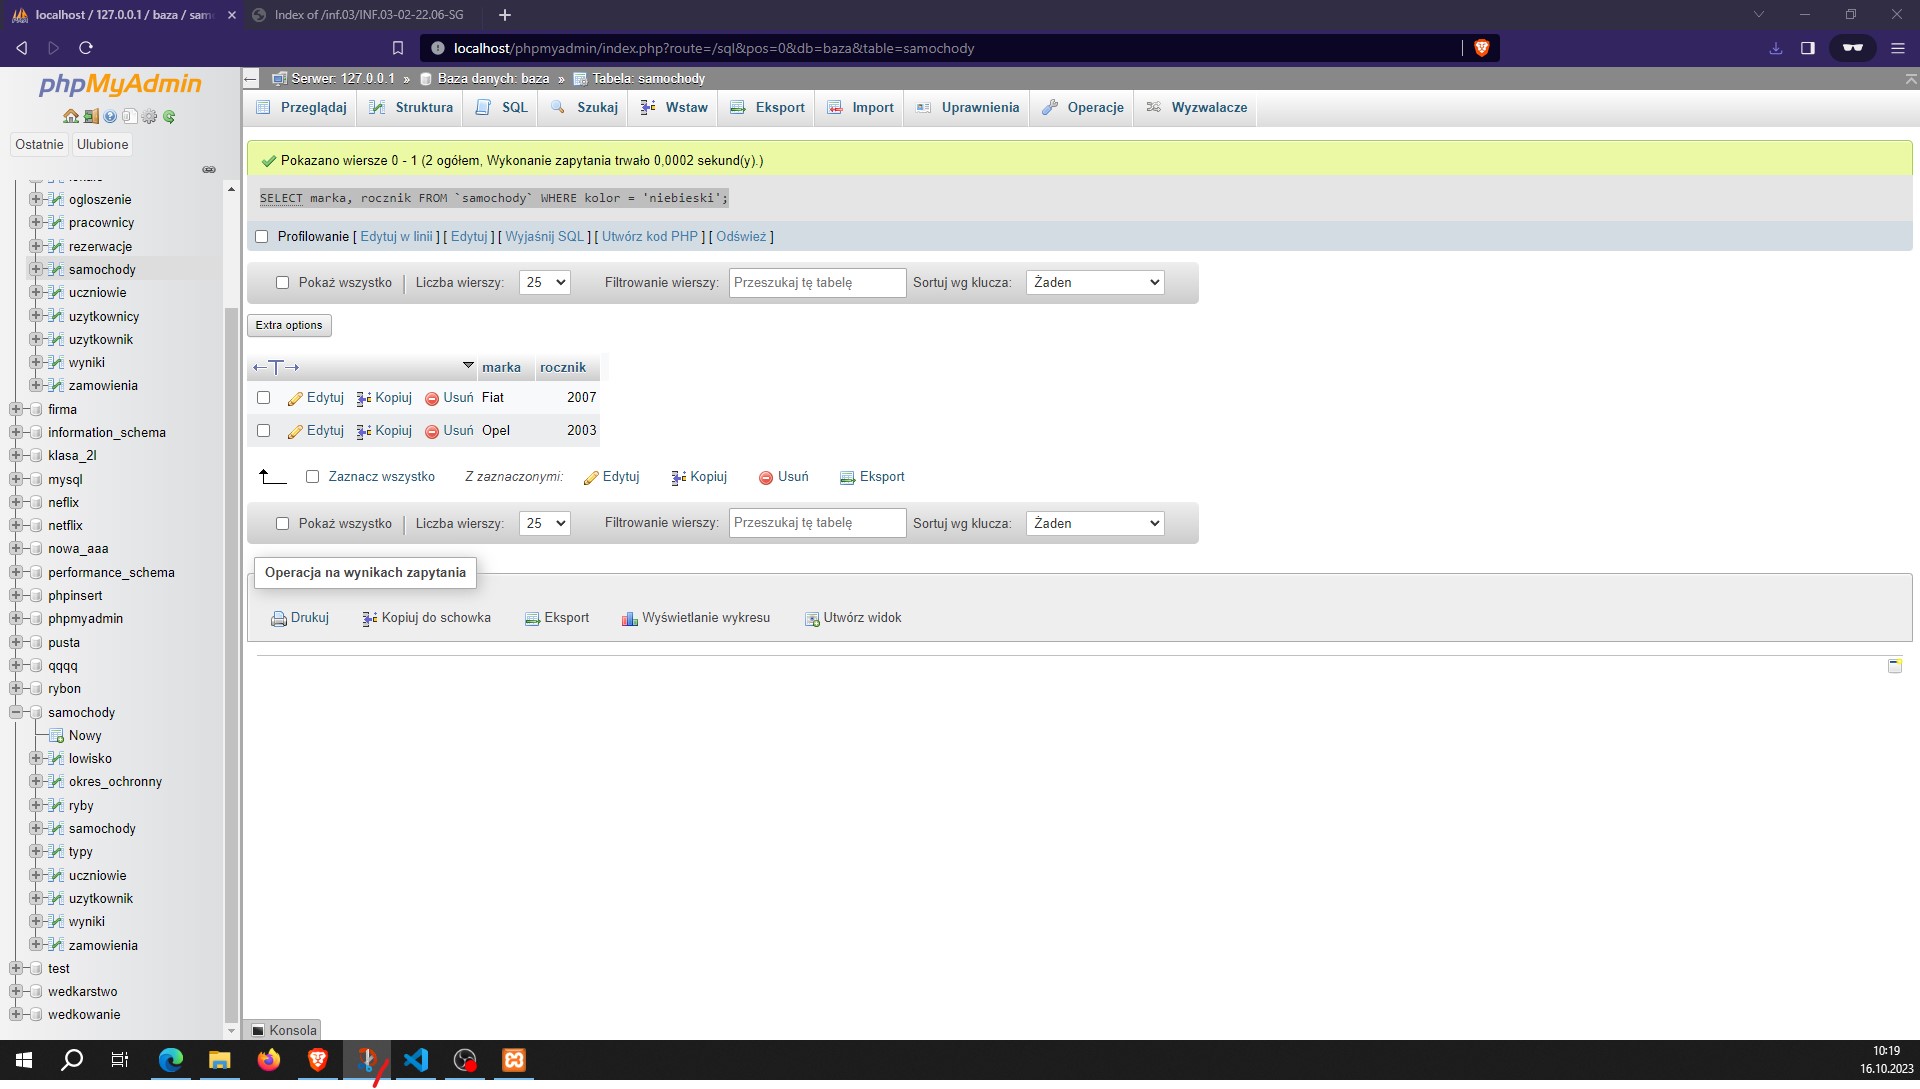 localhost / 127.0.0.1 / baza / samo
Index of /inf.03/INF.03-02-22.06-SG
localhost/phpmyadmin/index.php?route=/sql&pos=0&db=baza&table=samochody
phpMyAdmin
Ostatnie
Ulubione
ogloszenie
pracownicy
rezerwacje
samochody
uczniowie
uzytkownicy
uzytkownik
wyniki
zamowienia
firma
information_schema
klasa_2l
mysql
neflix
netflix
nowa_aaa
performance_schema
phpinsert
phpmyadmin
pusta
qqqq
rybon
samochody
Nowy
lowisko
okres_ochronny
ryby
samochody
typy
uczniowie
uzytkownik
wyniki
zamowienia
test
wedkarstwo
wedkowanie
Serwer: 127.0.0.1 » Baza danych: baza » Tabela: samochody
Przeglądaj Struktura SQL Szukaj Wstaw Eksport Import Uprawnienia Operacje Wyzwalacze
Pokazano wiersze 0 - 1 (2 ogółem, Wykonanie zapytania trwało 0,0002 sekund(y).)
SELECT marka, rocznik FROM `samochody` WHERE kolor = 'niebieski';
Profilowanie [ Edytuj w linii ] [ Edytuj ] [ Wyjaśnij SQL ] [ Utwórz kod PHP ] [ Odśwież ]
Pokaż wszystko Liczba wierszy: 25 Filtrowanie wierszy: Przeszukaj tę tabelę Sortuj wg klucza: Żaden
Extra options
marka rocznik
Edytuj Kopiuj Usuń Fiat 2007
Edytuj Kopiuj Usuń Opel 2003
Zaznacz wszystko Z zaznaczonymi: Edytuj Kopiuj Usuń Eksport
Pokaż wszystko Liczba wierszy: 25 Filtrowanie wierszy: Przeszukaj tę tabelę Sortuj wg klucza: Żaden
Operacja na wynikach zapytania
Drukuj Kopiuj do schowka Eksport Wyświetlanie wykresu Utwórz widok
Konsola
10:19
16.10.2023